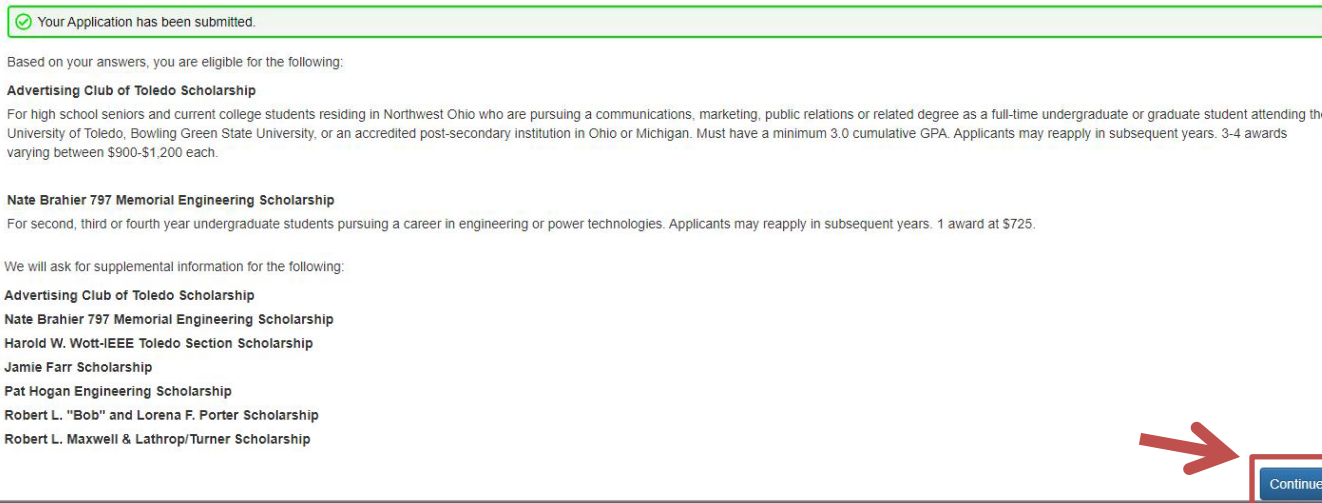 Your Application has been submitted.
Based on your answers, you are eligible for the following:
Advertising Club of Toledo Scholarship
For high school seniors and current college students residing in Northwest Ohio who are pursuing a communications, marketing, public relations or related degree as a full-time undergraduate or graduate student attending the
University of Toledo, Bowling Green State University, or an accredited post-secondary institution in Ohio or Michigan. Must have a minimum 3.0 cumulative GPA. Applicants may reapply in subsequent years. 3-4 awards
varying between $900-$1,200 each.
Nate Brahier 797 Memorial Engineering Scholarship
For second, third or fourth year undergraduate students pursuing a career in engineering or power technologies. Applicants may reapply in subsequent years. 1 award at $725.
We will ask for supplemental information for the following:
Advertising Club of Toledo Scholarship
Nate Brahier 797 Memorial Engineering Scholarship
Harold W. Wott-IEEE Toledo Section Scholarship
Jamie Farr Scholarship
Pat Hogan Engineering Scholarship
Robert L. "Bob" and Lorena F. Porter Scholarship
Robert L. Maxwell & Lathrop/Turner Scholarship
Continue